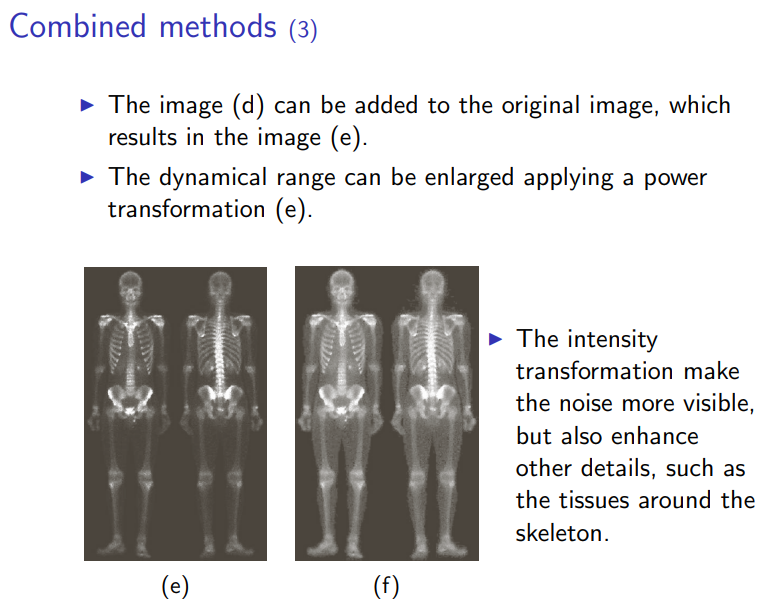 Combined methods (3)
▶ The image (d) can be added to the original image, which
results in the image (e).
▶ The dynamical range can be enlarged applying a power
transformation (e).
▶ The intensity
transformation make
the noise more visible,
but also enhance
other details, such as
the tissues around the
skeleton.
(e)
(f)